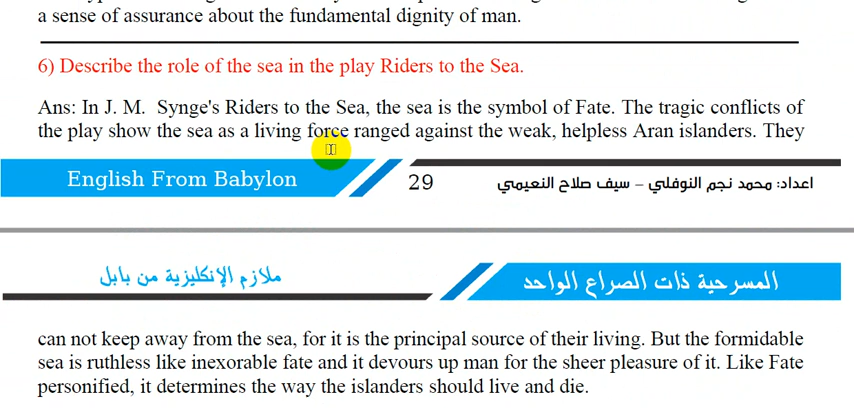 a sense of assurance about the fundamental dignity of man.
6) Describe the role of the sea in the play Riders to the Sea.
Ans: In J. M. Synge's Riders to the Sea, the sea is the symbol of Fate. The tragic conflicts of
the play show the sea as a living force ranged against the weak, helpless Aran islanders. They
English From Babylon
29
اعداد: محمد نجم النوفلي – سيف صلاح النعيمي
ملازم الإنكليزية من بابل
المسرحية ذات الصراع الواحد
can not keep away from the sea, for it is the principal source of their living. But the formidable
sea is ruthless like inexorable fate and it devours up man for the sheer pleasure of it. Like Fate
personified, it determines the way the islanders should live and die.